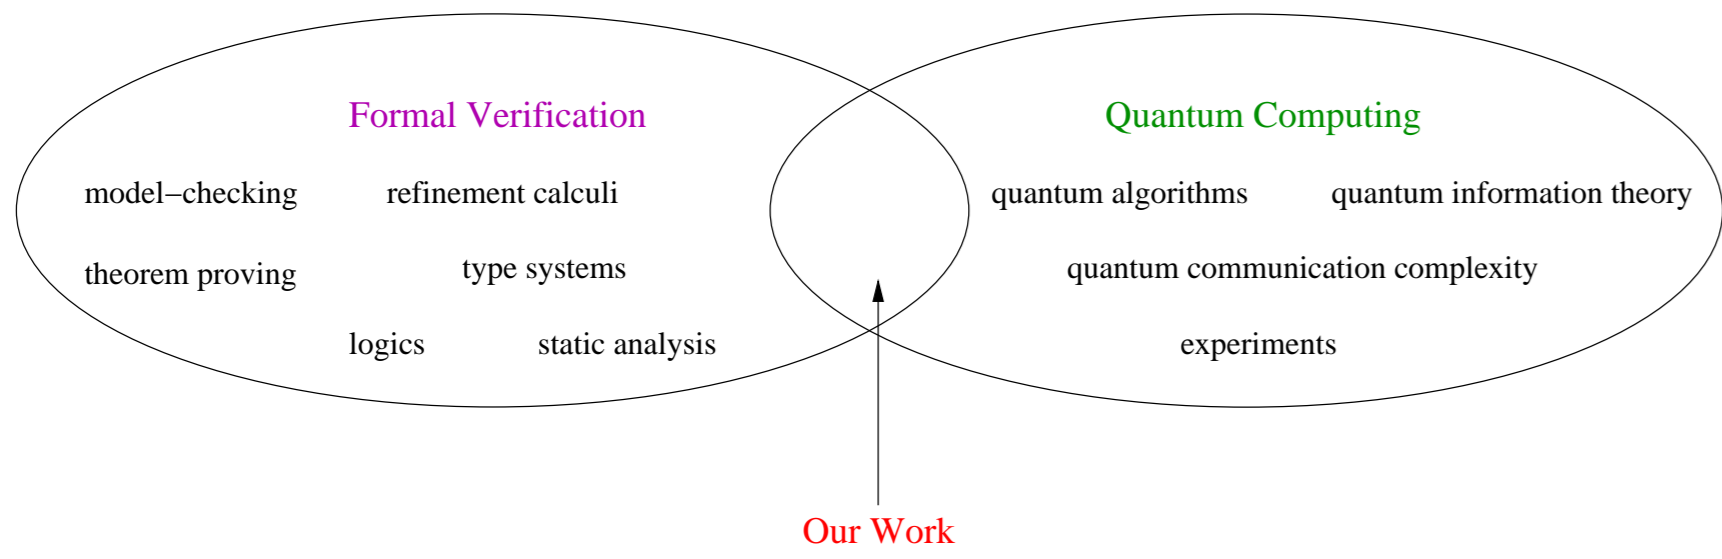 Formal Verification
Quantum Computing
model−checking
refinement calculi
quantum algorithms
quantum information theory
theorem proving
type systems
quantum communication complexity
logics
static analysis
experiments
Our Work